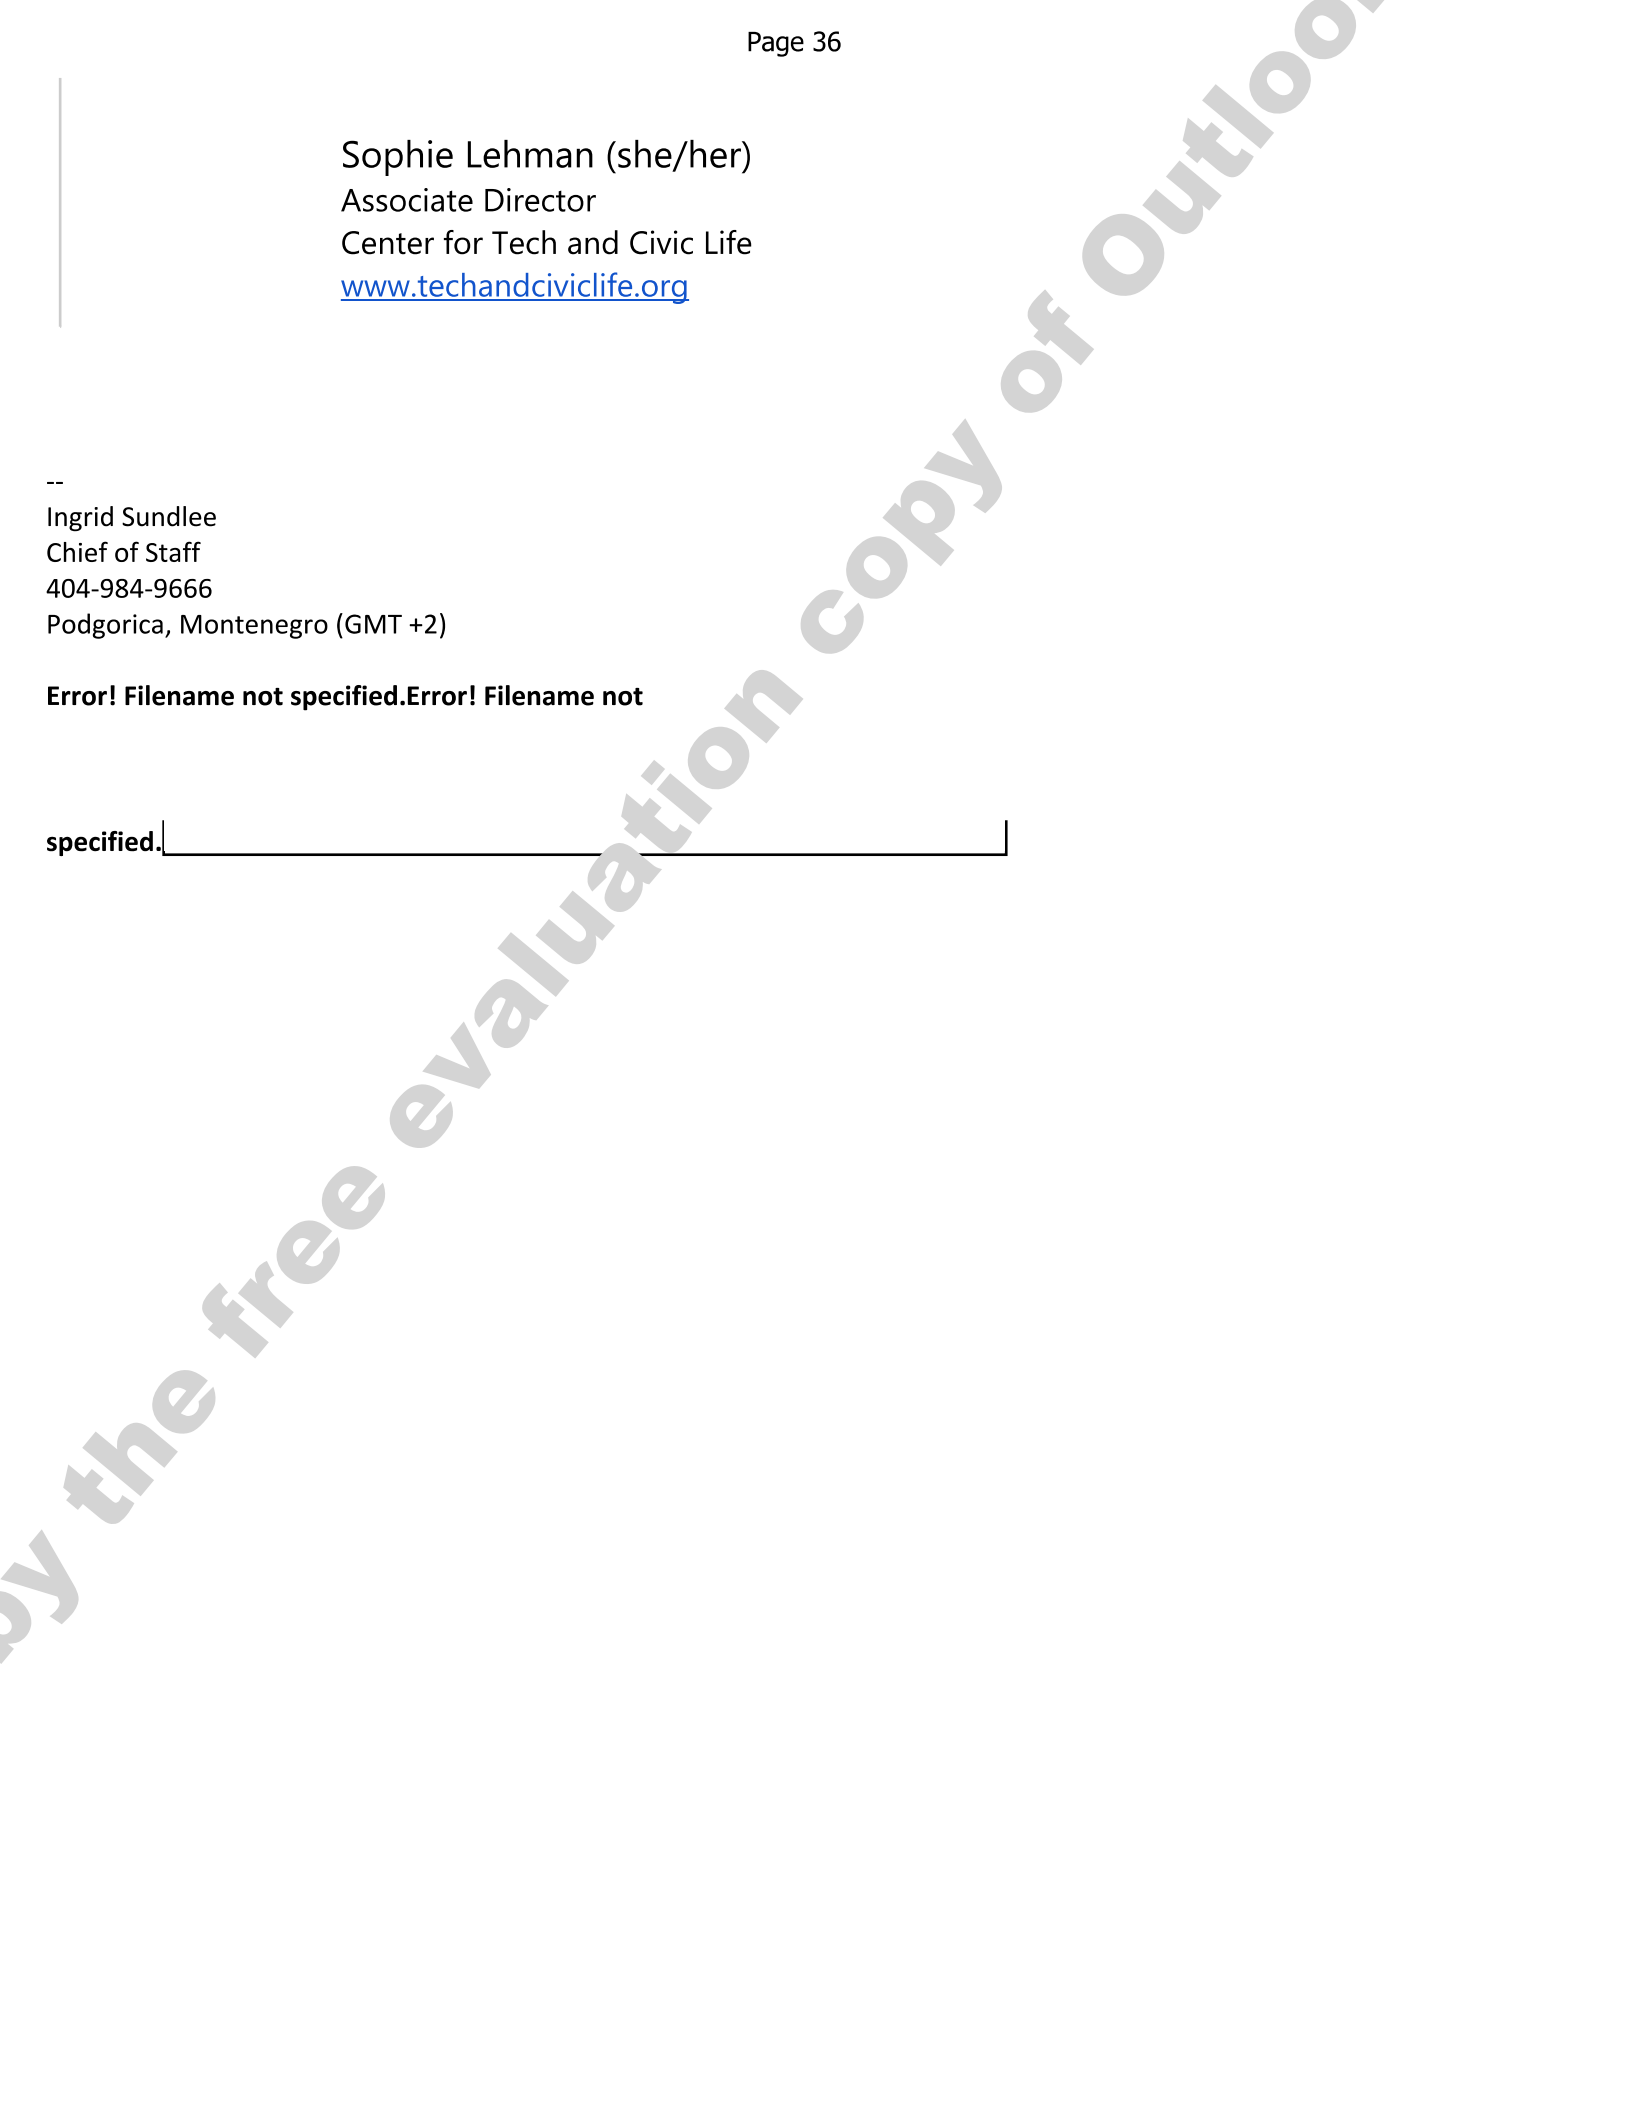 Page 36
Sophie Lehman (she/her)
Associate Director
Center for Tech and Civic Life
www.techandciviclife.org
--
Ingrid Sundlee
Chief of Staff
404-984-9666
Podgorica, Montenegro (GMT +2)
Error! Filename not specified.Error! Filename not
specified.
by the free evaluation copy of Outloo